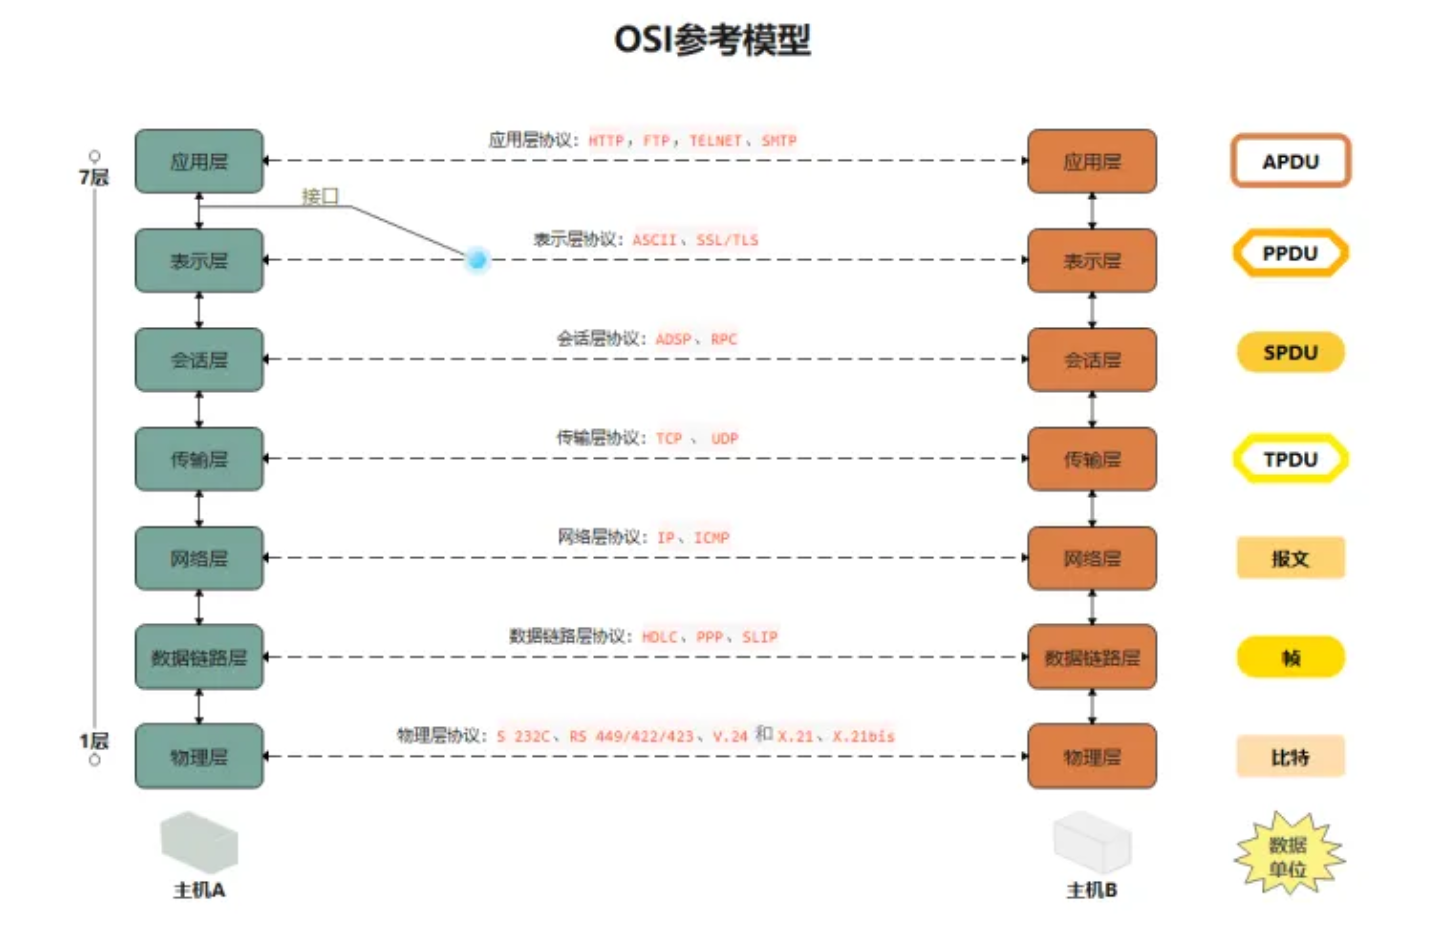 OSI参考模型
应用层协议：HTTP，FTP，TELNET、SMTP
7层
应用层
应用层
APDU
接口
表示层协议：ASCII、SSL/TLS
表示层
表示层
PPDU
会话层协议：ADSP、RPC
会话层
会话层
SPDU
传输层协议：TCP 、 UDP
传输层
传输层
TPDU
网络层协议：IP、ICMP
网络层
网络层
报文
数据链路层协议：HDLC、PPP、SLIP
数据链路层
数据链路层
帧
物理层协议：S 232C、RS 449/422/423、V.24 和 X.21、X.21bis
1层
物理层
物理层
比特
主机A
主机B
数据
单位